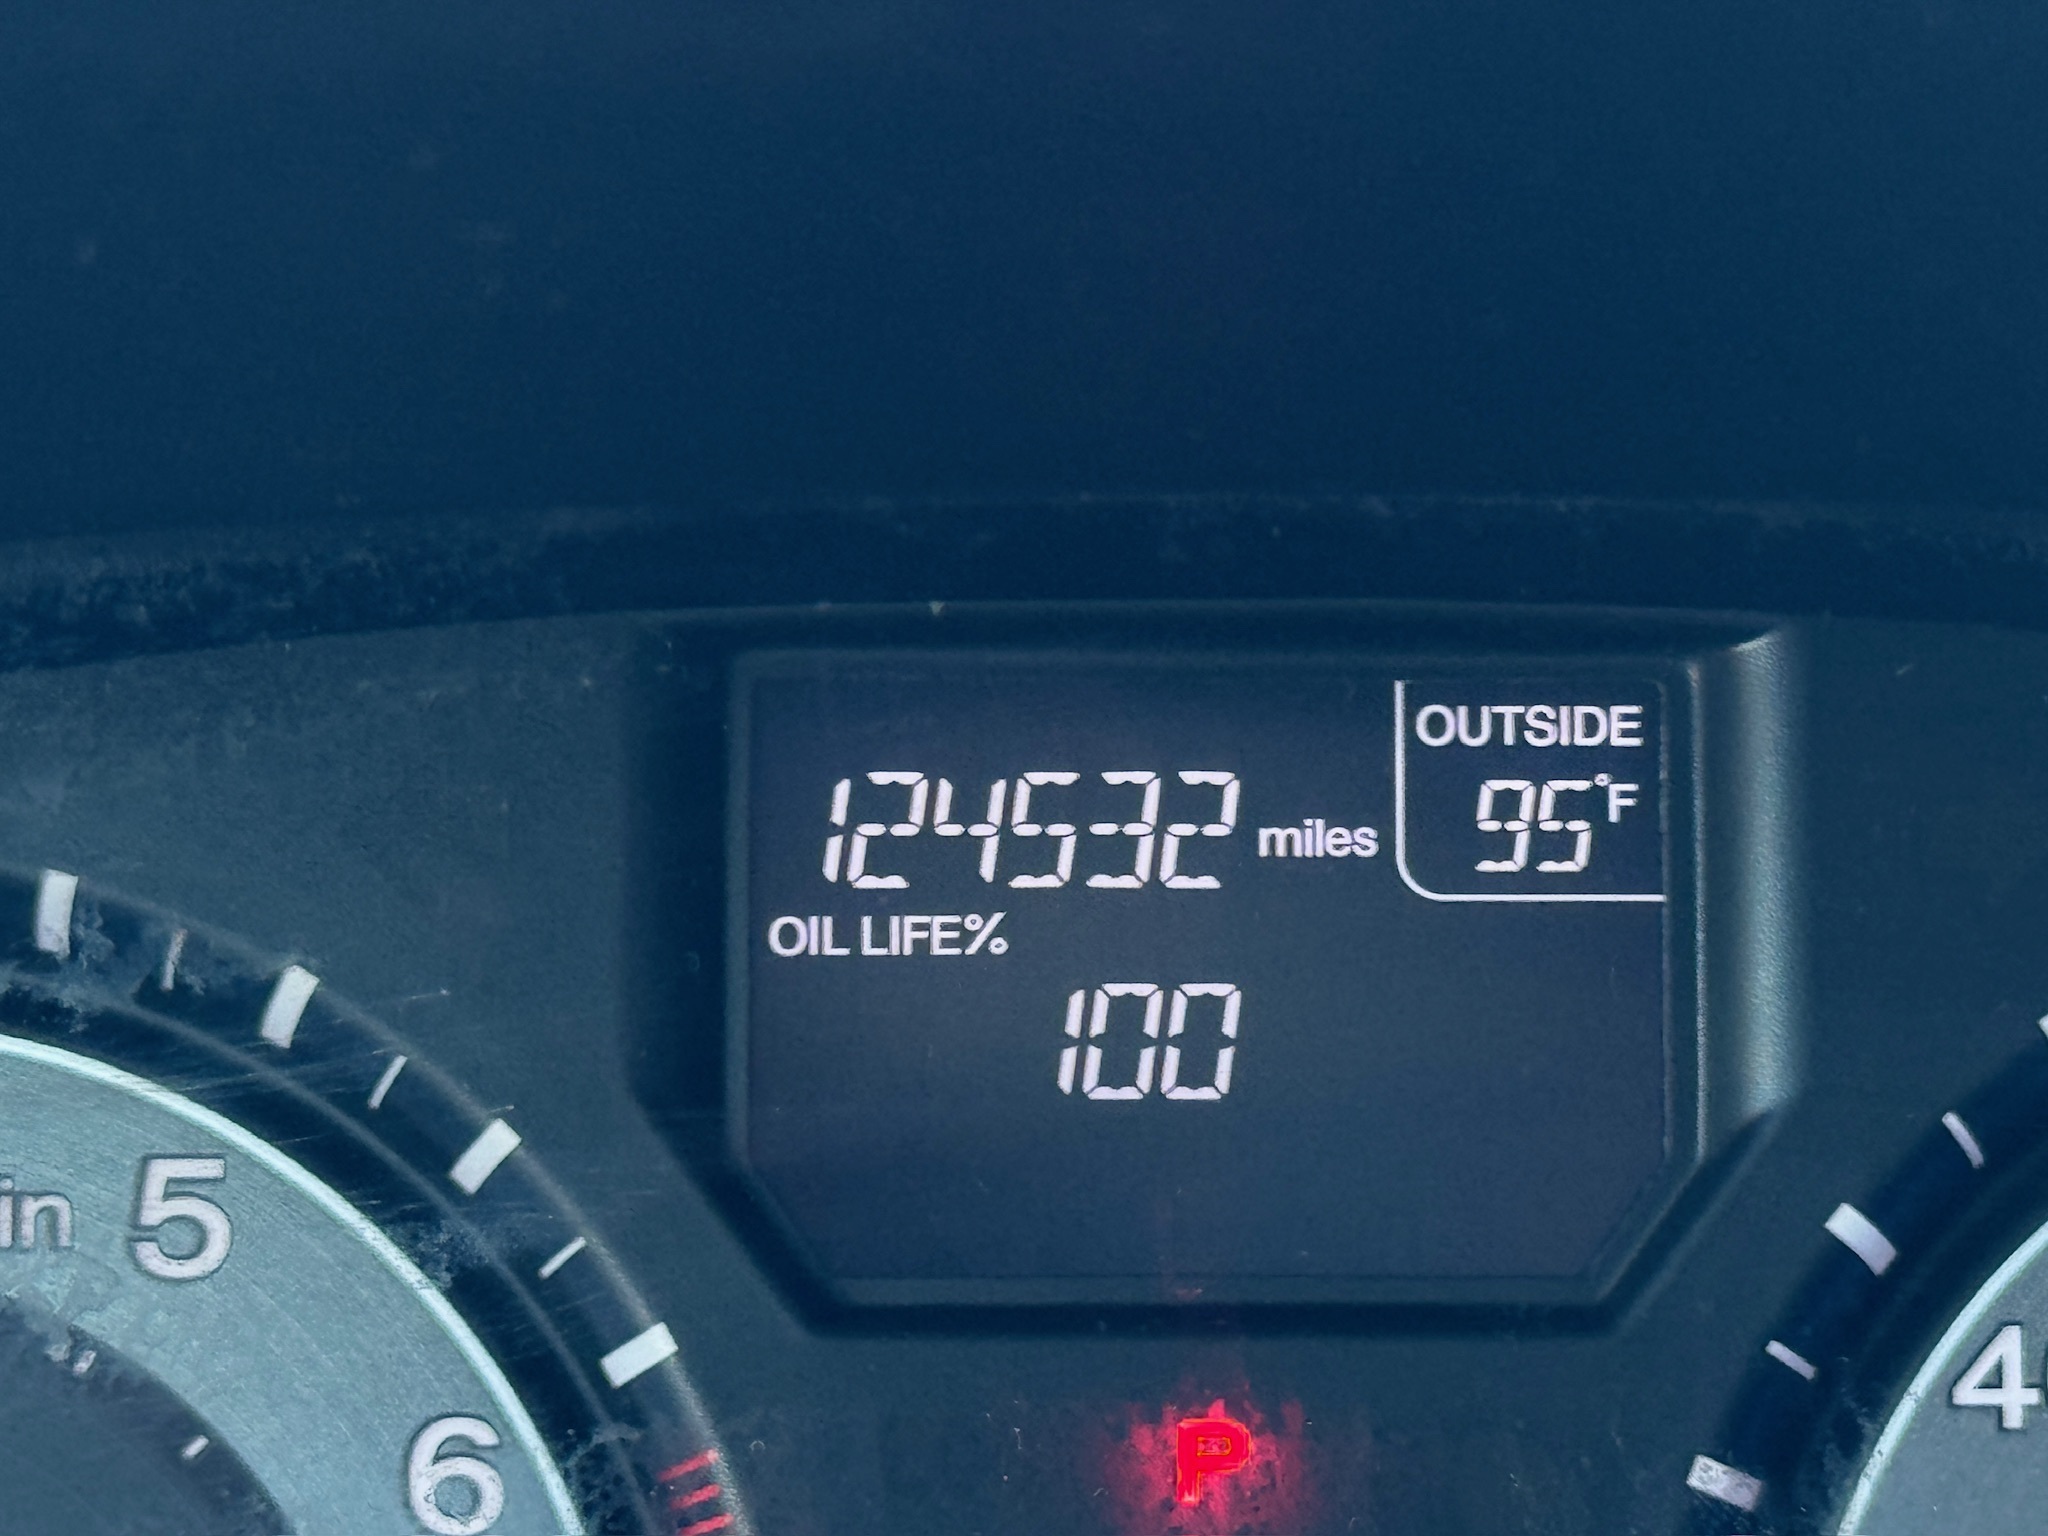 OUTSIDE
124532 miles 95°F
OIL LIFE%
100
in 5
6
4
P